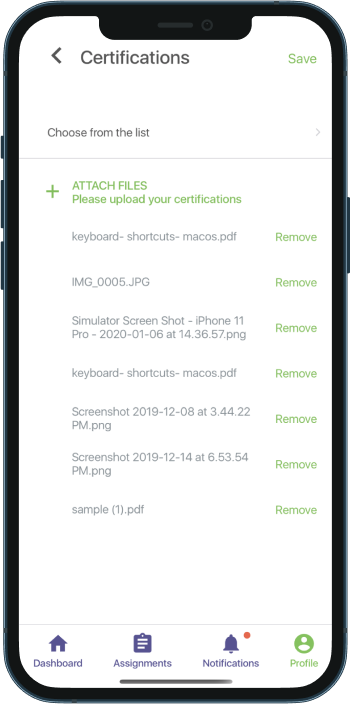 Certifications
Save
Choose from the list
ATTACH FILES
Please upload your certifications
keyboard- shortcuts- macos.pdf
Remove
IMG_0005.JPG
Remove
Simulator Screen Shot - iPhone 11
Pro - 2020-01-06 at 14.36.57.png
Remove
keyboard- shortcuts- macos.pdf
Remove
Screenshot 2019-12-08 at 3.44.22
PM.png
Remove
Screenshot 2019-12-14 at 6.53.54
PM.png
Remove
sample (1).pdf
Remove
Dashboard
Assignments
Notifications
Profile